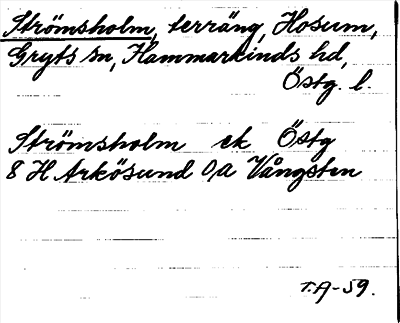 Strömsholm, terräng, Hosum,
Gryts sn, Hammarkinds hd,
Östg. l.
Strömsholm ek Östg
8 H Arkösund 0/a Vångsten
T.A-59.